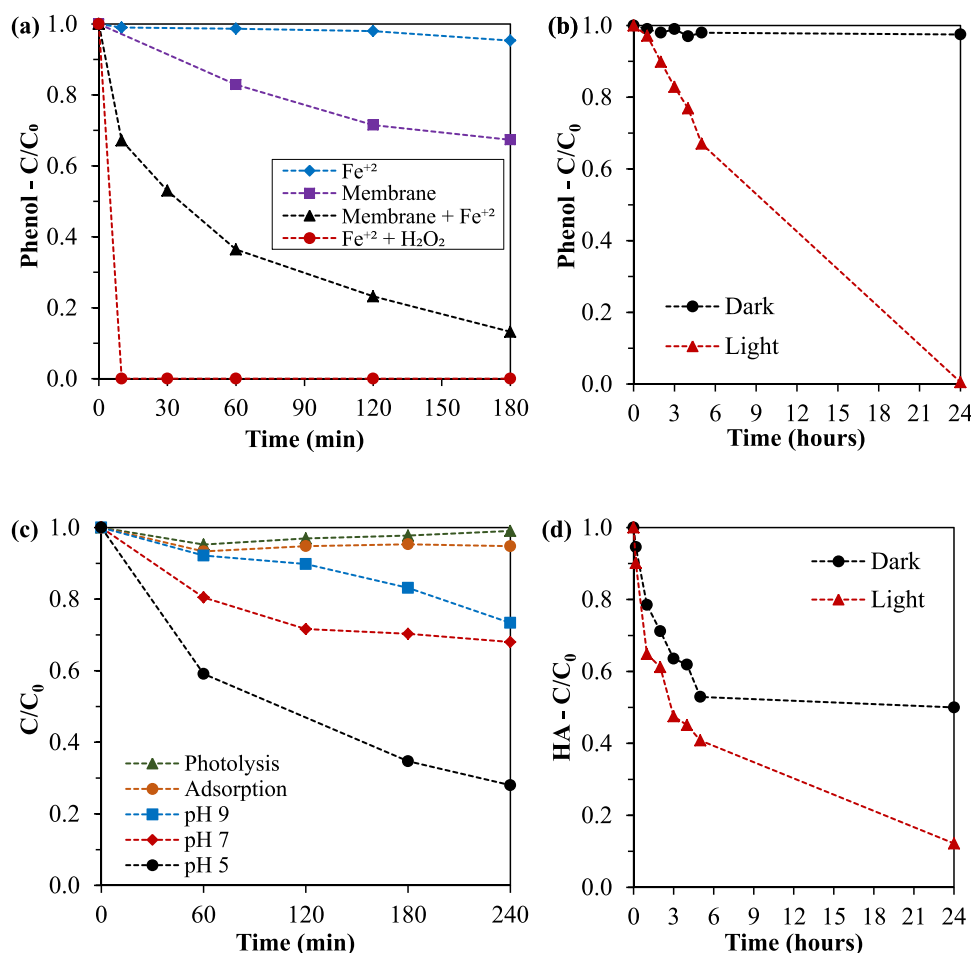 (a)
Phenol - C/C₀
1.0
0.8
0.6
0.4
0.2
0.0
Fe⁺²
Membrane
Membrane + Fe⁺²
Fe⁺² + H₂O₂
0 30 60 90 120 150 180
Time (min)
(b)
Phenol - C/C₀
1.0
0.8
0.6
0.4
0.2
0.0
Dark
Light
0 3 6 9 12 15 18 21 24
Time (hours)
(c)
C/C₀
1.0
0.8
0.6
0.4
0.2
0.0
Photolysis
Adsorption
pH 9
pH 7
pH 5
0 60 120 180 240
Time (min)
(d)
HA - C/C₀
1.0
0.8
0.6
0.4
0.2
0.0
Dark
Light
0 3 6 9 12 15 18 21 24
Time (hours)